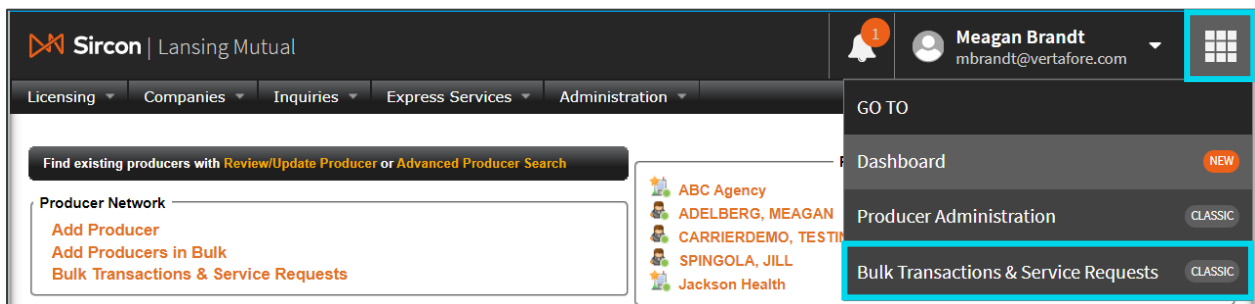 Sircon | Lansing Mutual
1
Meagan Brandt
mbrandt@vertafore.com
Licensing Companies Inquiries Express Services Administration
GO TO
Dashboard NEW
Producer Administration CLASSIC
Bulk Transactions & Service Requests CLASSIC
Find existing producers with Review/Update Producer or Advanced Producer Search
Producer Network
Add Producer
Add Producers in Bulk
Bulk Transactions & Service Requests
ABC Agency
ADELBERG, MEAGAN
CARRIERDEMO,
SPINGOLA, JILL
Jackson Health